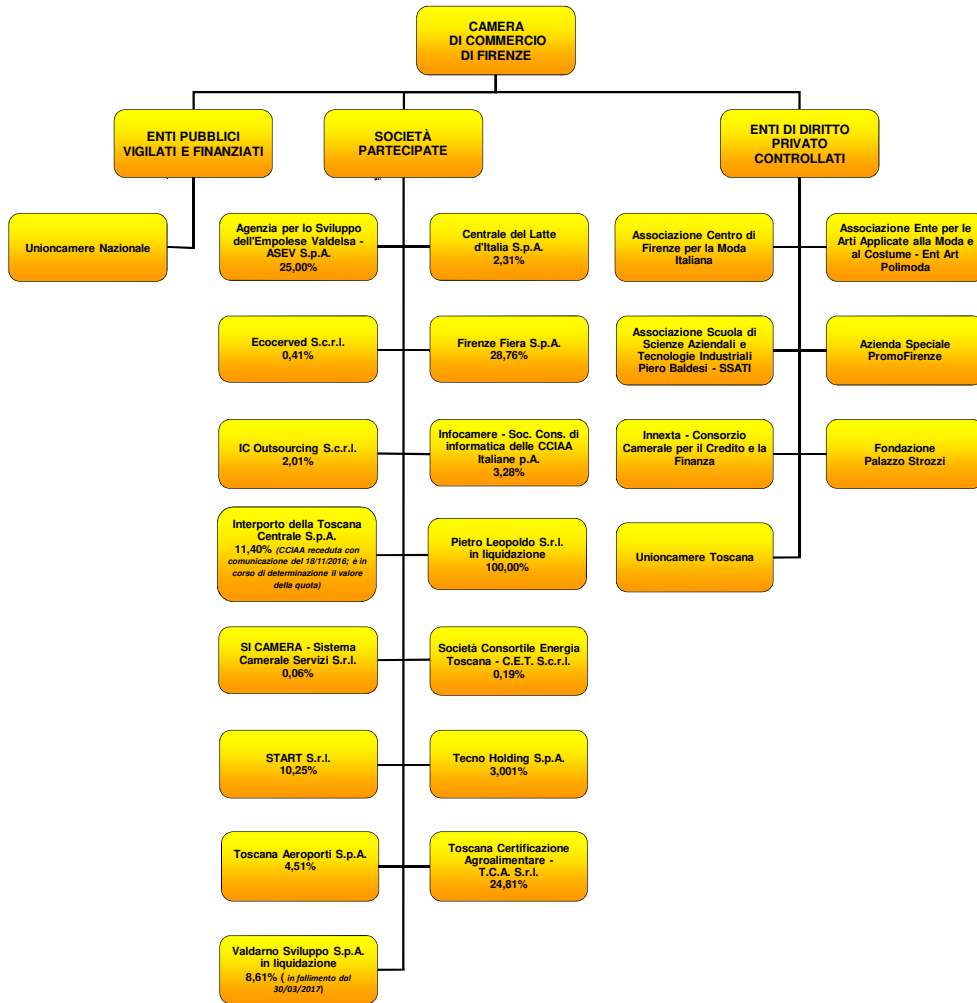 CAMERA
DI COMMERCIO
DI FIRENZE
ENTI PUBBLICI
VIGILATI E FINANZIATI
SOCIETÀ
PARTECIPATE
ENTI DI DIRITTO
PRIVATO
CONTROLLATI
Unioncamere Nazionale
Agenzia per lo Sviluppo
dell'Empolese Valdelsa -
ASEV S.p.A.
25,00%
Centrale del Latte
d'Italia S.p.A.
2,31%
Associazione Centro di
Firenze per la Moda
Italiana
Associazione Ente per le
Arti Applicate alla Moda e
al Costume - Ent Art
Polimoda
Ecocerved S.c.r.l.
0,41%
Firenze Fiera S.p.A.
28,76%
Associazione Scuola di
Scienze Aziendali e
Tecnologie Industriali
Piero Baldesi - SSATI
Azienda Speciale
PromoFirenze
IC Outsourcing S.c.r.l.
2,01%
Infocamere - Soc. Cons. di
informatica delle CCIAA
Italiane p.A.
3,28%
Innexta - Consorzio
Camerale per il Credito e la
Finanza
Fondazione
Palazzo Strozzi
Interporto della Toscana
Centrale S.p.A.
11,40% (CCIAA receduta con
comunicazione del 18/11/2016; è in
corso di determinazione il valore
della quota)
Pietro Leopoldo S.r.l.
in liquidazione
100,00%
Unioncamere Toscana
SI CAMERA - Sistema
Camerale Servizi S.r.l.
0,06%
Società Consortile Energia
Toscana - C.E.T. S.c.r.l.
0,19%
START S.r.l.
10,25%
Tecno Holding S.p.A.
3,001%
Toscana Aeroporti S.p.A.
4,51%
Toscana Certificazione
Agroalimentare -
T.C.A. S.r.l.
24,81%
Valdarno Sviluppo S.p.A.
in liquidazione
8,61% ( in fallimento dal
30/03/2017)